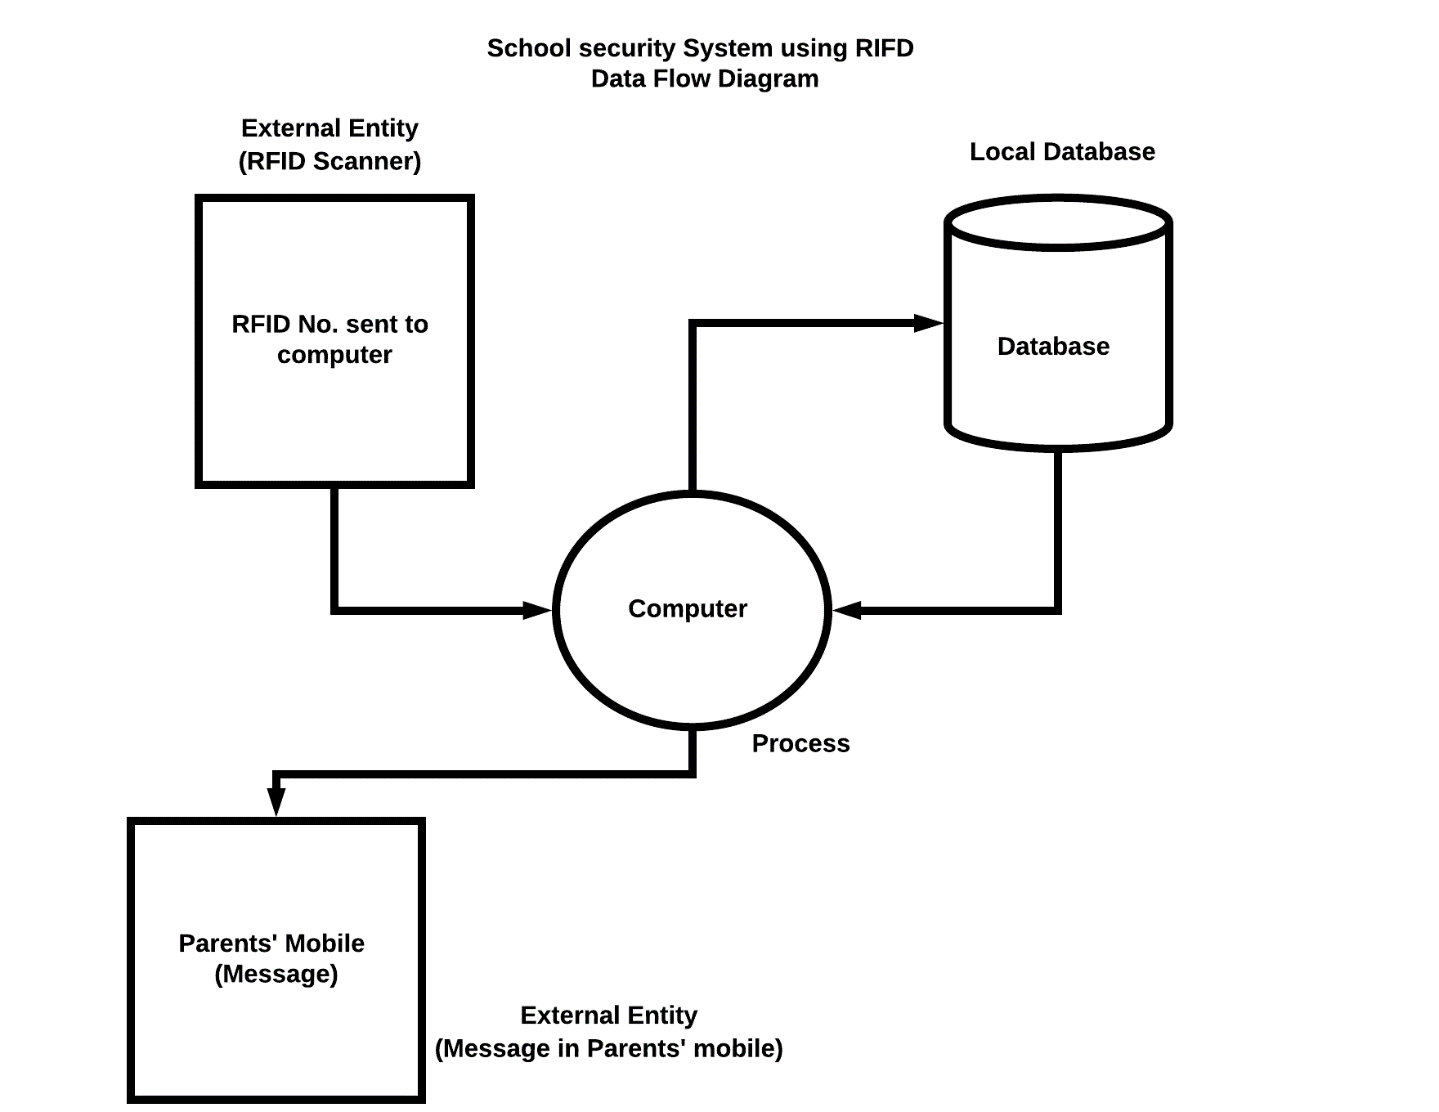 School security System using RIFD
Data Flow Diagram
External Entity
(RFID Scanner)
Local Database
RFID No. sent to
computer
Database
Computer
Process
Parents' Mobile
(Message)
External Entity
(Message in Parents' mobile)